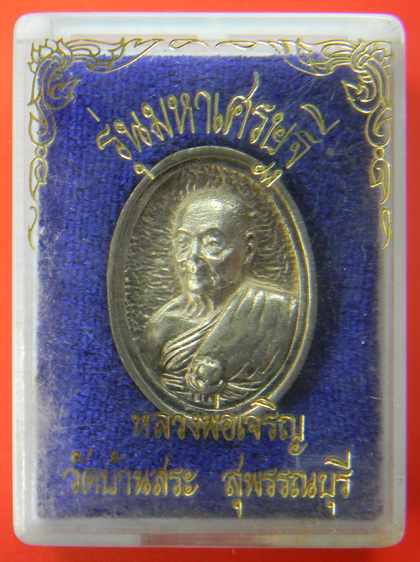 รุ่นมหาเศรษฐี
หลวงพ่อเจริญ
วัดบ้านสระ สุพรรณบุรี